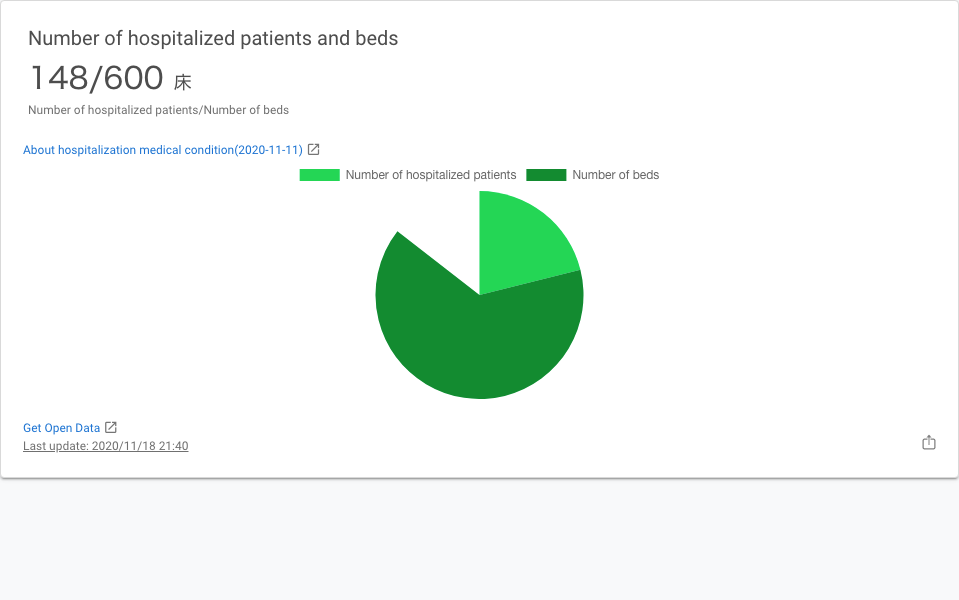 Number of hospitalized patients and beds
148/600 床
Number of hospitalized patients/Number of beds
About hospitalization medical condition(2020-11-11)
Number of hospitalized patients Number of beds
Get Open Data
Last update: 2020/11/18 21:40